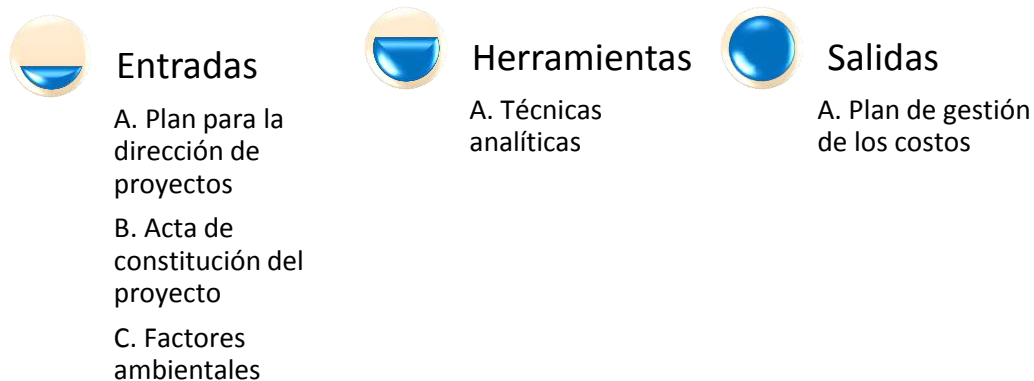 Entradas
A. Plan para la
dirección de
proyectos
B. Acta de
constitución del
proyecto
C. Factores
ambientales
Herramientas
A. Técnicas
analíticas
Salidas
A. Plan de gestión
de los costos